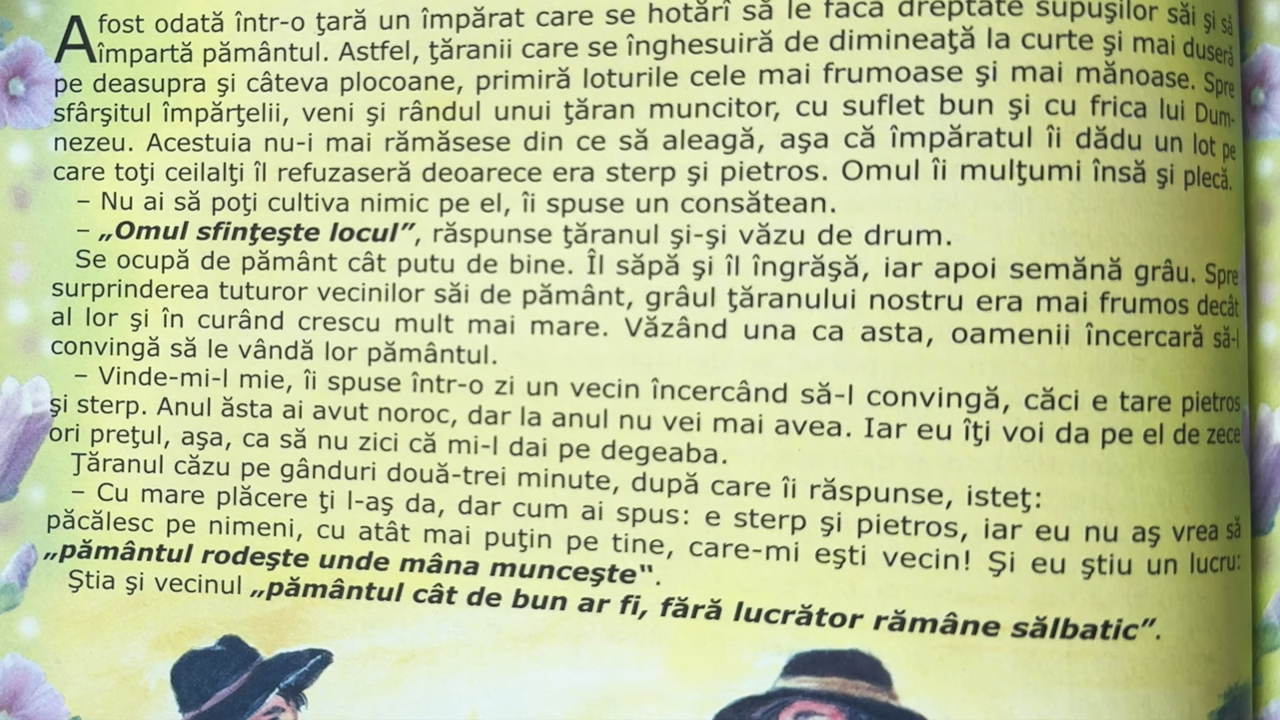 A fost odată într-o ţară un împărat care se hotărî să le facă dreptate supuşilor săi şi să
împartă pământul. Astfel, ţăranii care se înghesuiră de dimineaţă la curte şi mai duseră
pe deasupra şi câteva plocoane, primiră loturile cele mai frumoase şi mai mănoase. Spre
sfârşitul împărţelii, veni şi rândul unui ţăran muncitor, cu suflet bun şi cu frica lui Dum-
nezeu. Acestuia nu-i mai rămăsese din ce să aleagă, aşa că împăratul îi dădu un lot pe
care toţi ceilalţi îl refuzaseră deoarece era sterp şi pietros. Omul îi mulţumi însă şi plecă.
– Nu ai să poţi cultiva nimic pe el, îi spuse un consătean.
– „Omul sfinţeşte locul”, răspunse ţăranul şi-şi văzu de drum.
Se ocupă de pământ cât putu de bine. Îl săpă şi îl îngrăşă, iar apoi semănă grâu. Spre
surprinderea tuturor vecinilor săi de pământ, grâul ţăranului nostru era mai frumos decât
al lor şi în curând crescu mult mai mare. Văzând una ca asta, oamenii încercară să-l
convingă să le vândă lor pământul.
– Vinde-mi-l mie, îi spuse într-o zi un vecin încercând să-l convingă, căci e tare pietros
şi sterp. Anul ăsta ai avut noroc, dar la anul nu vei mai avea. Iar eu îţi voi da pe el de zece
ori preţul, aşa, ca să nu zici că mi-l dai pe degeaba.
Ţăranul căzu pe gânduri două-trei minute, după care îi răspunse, isteţ:
– Cu mare plăcere ţi l-aş da, dar cum ai spus: e sterp şi pietros, iar eu nu aş vrea să
păcălesc pe nimeni, cu atât mai puţin pe tine, care-mi eşti vecin! Şi eu ştiu un lucru:
„pământul rodeşte unde mâna munceşte“.
Ştia şi vecinul „pământul cât de bun ar fi, fără lucrător rămâne sălbatic”.